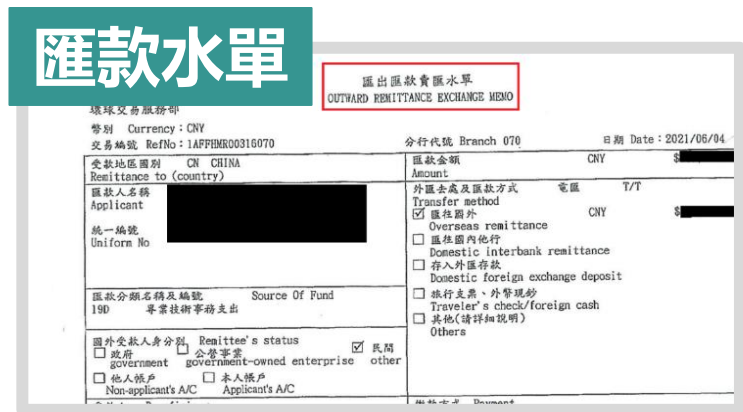 匯款水單
匯出匯款賣匯水單
OUTWARD REMITTANCE EXCHANGE MEMO
環球交易服務部
幣別 Currency：CNY
交易編號 RefNo：1AFFHMR00316070
分行代號 Branch 070
日期 Date：2021/06/04
受款地區國別 CN CHINA
Remittance to (country)
匯款人名稱
Applicant
統一編號
Uniform No
匯款分類名稱及編號 Source Of Fund
19D 專業技術事務支出
國外受款人身分別 Remittee's status
☐ 政府 ☐ 公營事業 ☑ 民間
government government-owned enterprise other
☐ 他人帳戶 ☐ 本人帳戶
Non-applicant's A/C Applicant's A/C
匯款金額 CNY $
Amount
外匯去處及匯款方式 電匯 T/T
Transfer method
☑ 匯往國外 CNY $
Overseas remittance
☐ 匯往國內他行
Domestic interbank remittance
☐ 存入外匯存款
Domestic foreign exchange deposit
☐ 旅行支票、外幣現鈔
Traveler's check/foreign cash
☐ 其他(請詳細說明)
Others
繳款方式 Payment